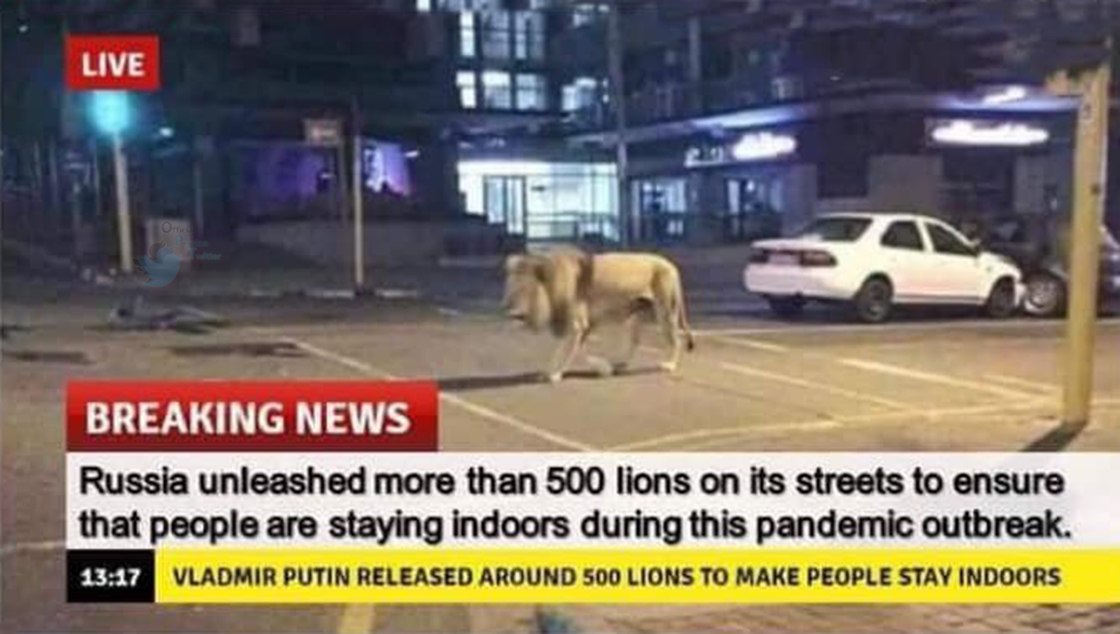 LIVE
BREAKING NEWS
Russia unleashed more than 500 lions on its streets to ensure
that people are staying indoors during this pandemic outbreak.
13:17 VLADMIR PUTIN RELEASED AROUND 500 LIONS TO MAKE PEOPLE STAY INDOORS